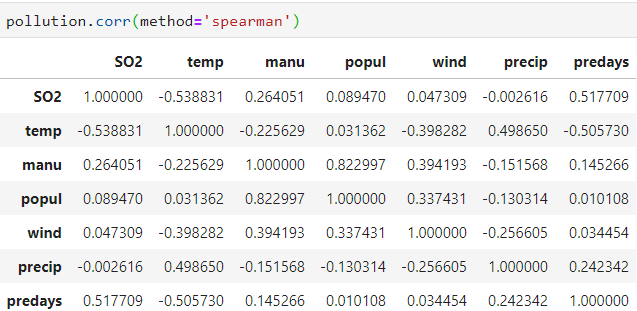 pollution.corr(method='spearman')
SO2 temp manu popul wind precip predays
SO2 1.000000 -0.538831 0.264051 0.089470 0.047309 -0.002616 0.517709
temp -0.538831 1.000000 -0.225629 0.031362 -0.398282 0.498650 -0.505730
manu 0.264051 -0.225629 1.000000 0.822997 0.394193 -0.151568 0.145266
popul 0.089470 0.031362 0.822997 1.000000 0.337431 -0.130314 0.010108
wind 0.047309 -0.398282 0.394193 0.337431 1.000000 -0.256605 0.034454
precip -0.002616 0.498650 -0.151568 -0.130314 -0.256605 1.000000 0.242342
predays 0.517709 -0.505730 0.145266 0.010108 0.034454 0.242342 1.000000